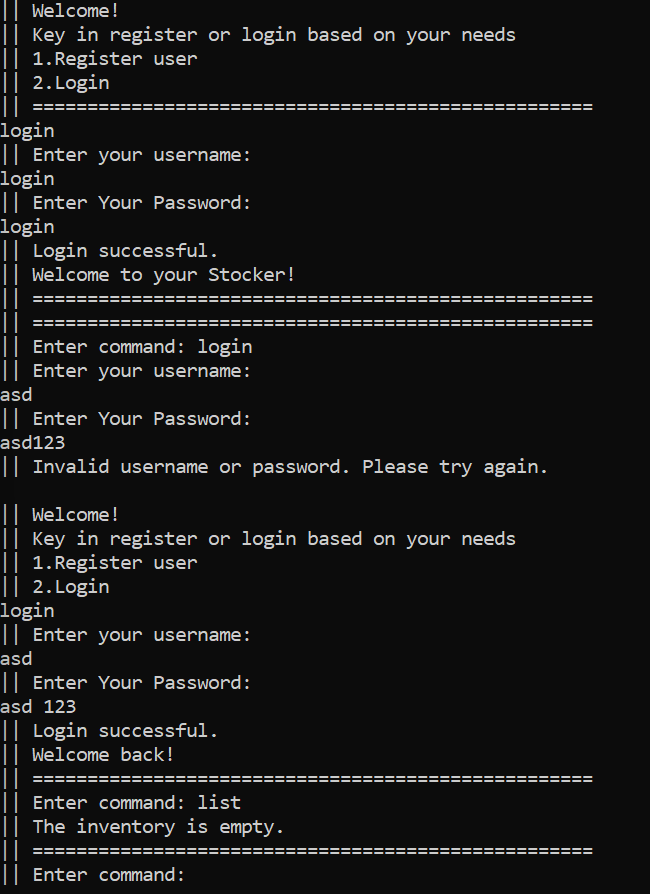 || Welcome!
|| Key in register or login based on your needs
|| 1.Register user
|| 2.Login
|| ===================================================
login
|| Enter your username:
login
|| Enter Your Password:
login
|| Login successful.
|| Welcome to your Stocker!
|| ===================================================
|| ===================================================
|| Enter command: login
|| Enter your username:
asd
|| Enter Your Password:
asd123
|| Invalid username or password. Please try again.

|| Welcome!
|| Key in register or login based on your needs
|| 1.Register user
|| 2.Login
login
|| Enter your username:
asd
|| Enter Your Password:
asd 123
|| Login successful.
|| Welcome back!
|| ===================================================
|| Enter command: list
|| The inventory is empty.
|| ===================================================
|| Enter command: